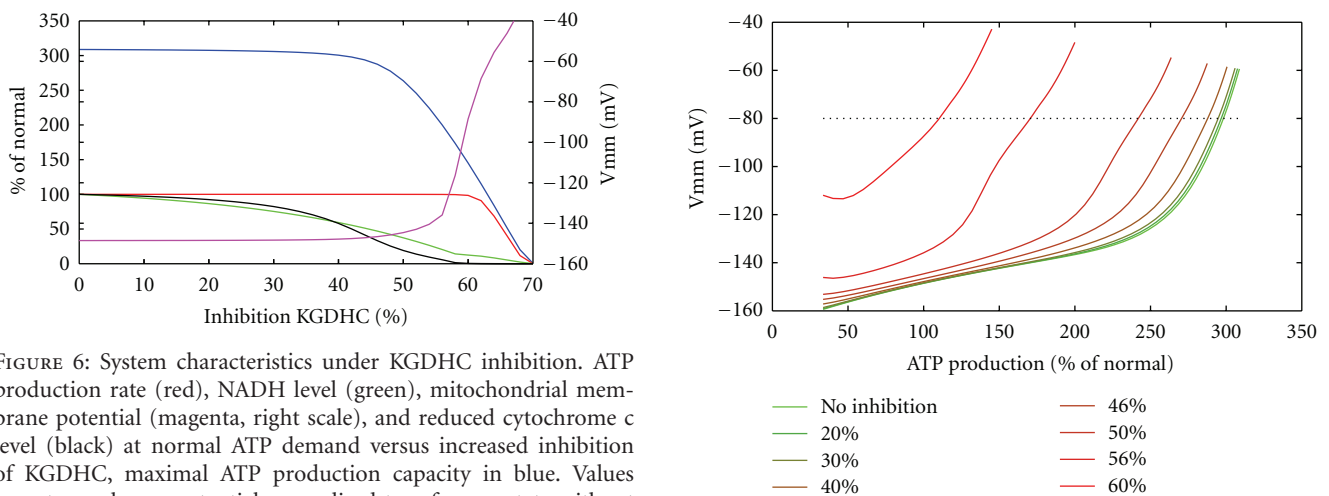 350
300
250
200
150
100
50
0
% of normal
−40
−60
−80
−100
−120
−140
−160
Vmm (mV)
0 10 20 30 40 50 60 70
Inhibition KGDHC (%)
FIGURE 6: System characteristics under KGDHC inhibition. ATP
production rate (red), NADH level (green), mitochondrial mem-
brane potential (magenta, right scale), and reduced cytochrome c
level (black) at normal ATP demand versus increased inhibition
of KGDHC, maximal ATP production capacity in blue. Values
−40
−60
−80
−100
−120
−140
−160
Vmm (mV)
0 50 100 150 200 250 300 350
ATP production (% of normal)
No inhibition
20%
30%
40%
46%
50%
56%
60%